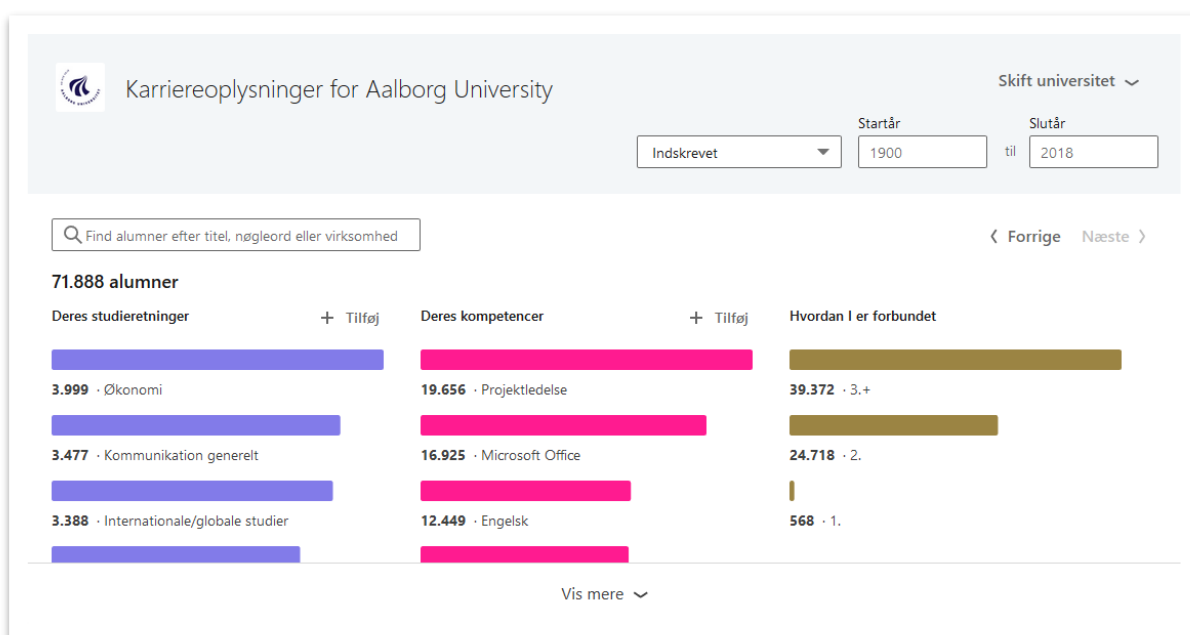 Karriereoplysninger for Aalborg University
Skift universitet
Startår
Slutår
Indskrevet
1900
til
2018
Find alumner efter titel, nøgleord eller virksomhed
Forrige
Næste
71.888 alumner
Deres studieretninger
+ Tilføj
3.999 · Økonomi
3.477 · Kommunikation generelt
3.388 · Internationale/globale studier
Deres kompetencer
+ Tilføj
19.656 · Projektledelse
16.925 · Microsoft Office
12.449 · Engelsk
Hvordan I er forbundet
39.372 · 3.+
24.718 · 2.
568 · 1.
Vis mere